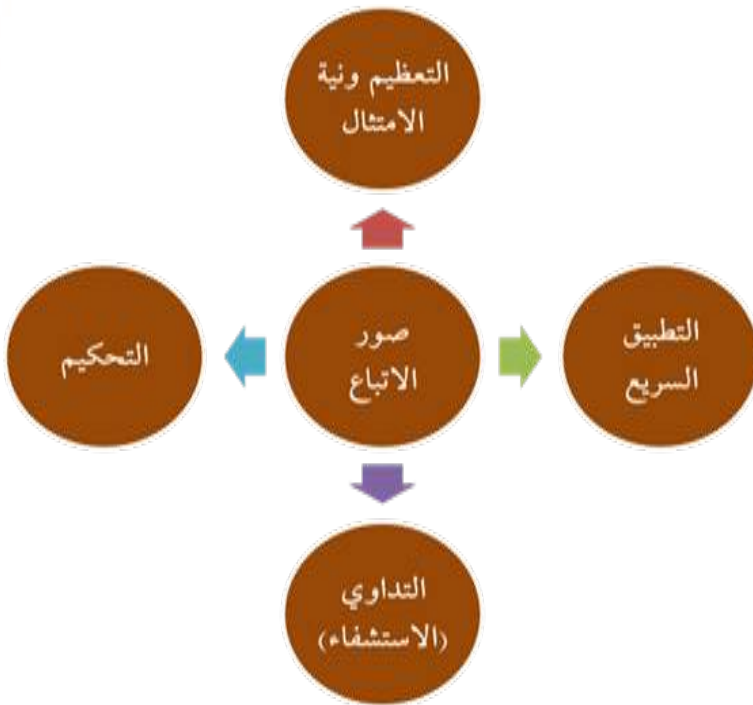 التعظيم ونية
الامتثال
صور
الاتباع
التطبيق
السريع
التحكيم
التداوي
(الاستشفاء)